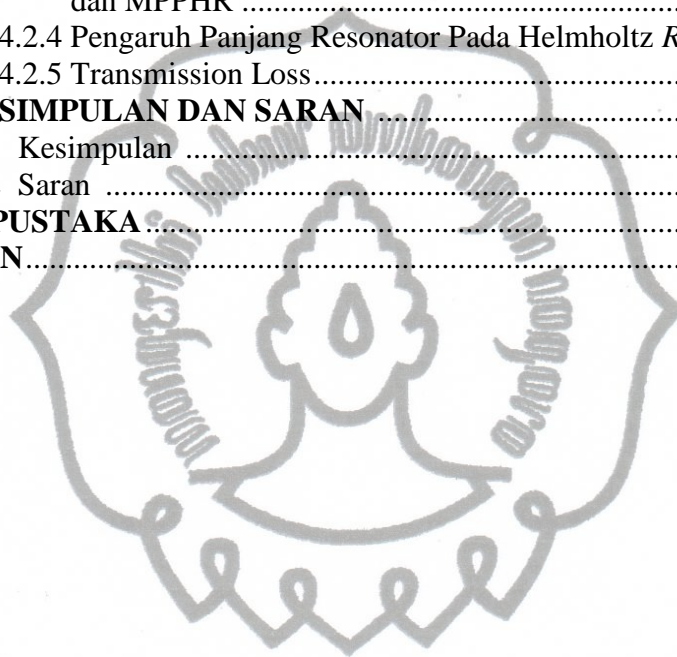 dan MPPHR ........................................................
4.2.4 Pengaruh Panjang Resonator Pada Helmholtz R
4.2.5 Transmission Loss ................................................
SIMPULAN DAN SARAN ................................................
Kesimpulan ................................................................
Saran ................................................................
PUSTAKA ................................................................
N ................................................................